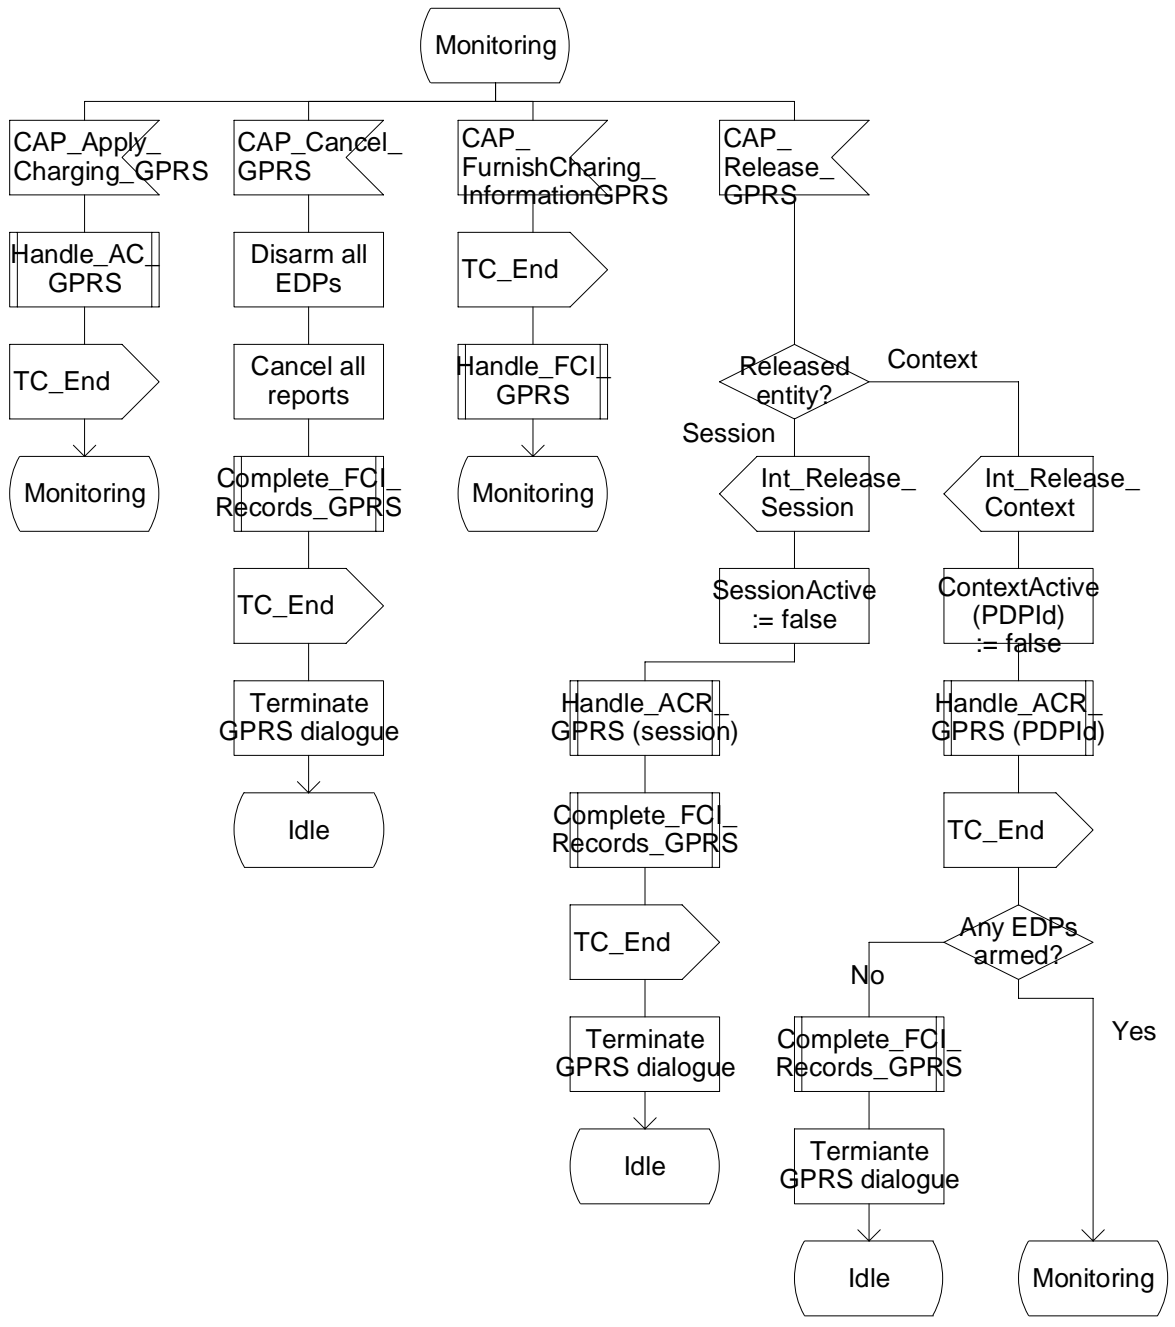 Monitoring
CAP_Apply_
Charging_GPRS
CAP_Cancel_
GPRS
CAP_
FurnishCharing_
InformationGPRS
CAP_
Release_
GPRS
Handle_AC_
GPRS
Disarm all
EDPs
TC_End
TC_End
Cancel all
reports
Handle_FCI_
GPRS
Released
entity?
Context
Session
Monitoring
Complete_FCI_
Records_GPRS
Monitoring
Int_Release_
Session
Int_Release_
Context
TC_End
SessionActive
:= false
ContextActive
(PDPId)
:= false
Terminate
GPRS dialogue
Handle_ACR_
GPRS (session)
Handle_ACR_
GPRS (PDPId)
Idle
Complete_FCI_
Records_GPRS
TC_End
TC_End
Any EDPs
armed?
No
Yes
Terminate
GPRS dialogue
Complete_FCI_
Records_GPRS
Idle
Termiante
GPRS dialogue
Idle
Monitoring